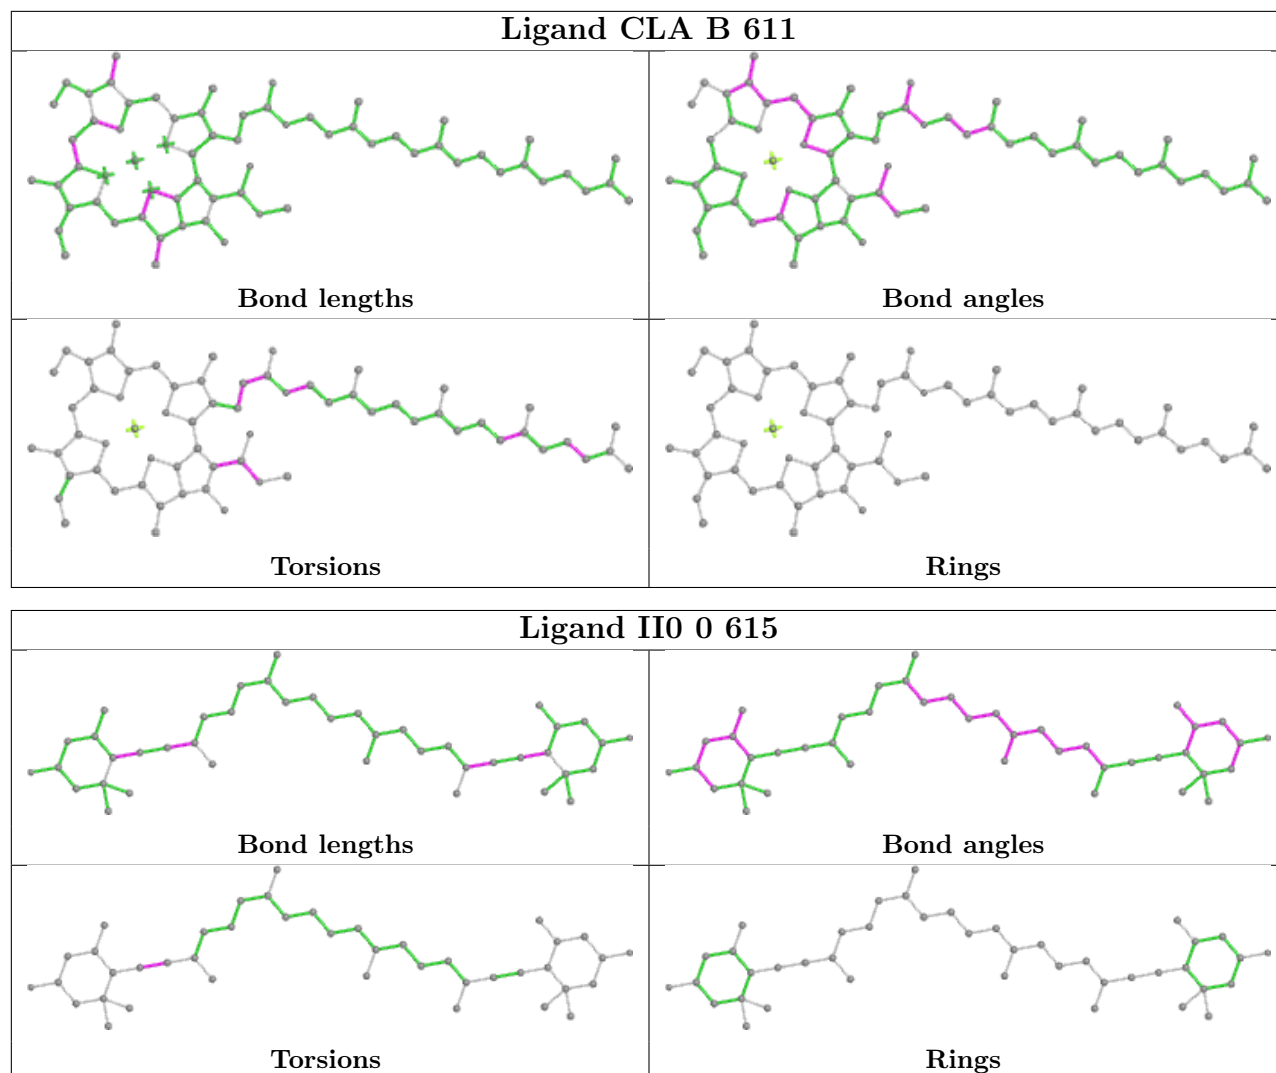 Ligand CLA B 611
Bond lengths
Bond angles
Torsions
Rings
Ligand II0 0 615
Bond lengths
Bond angles
Torsions
Rings